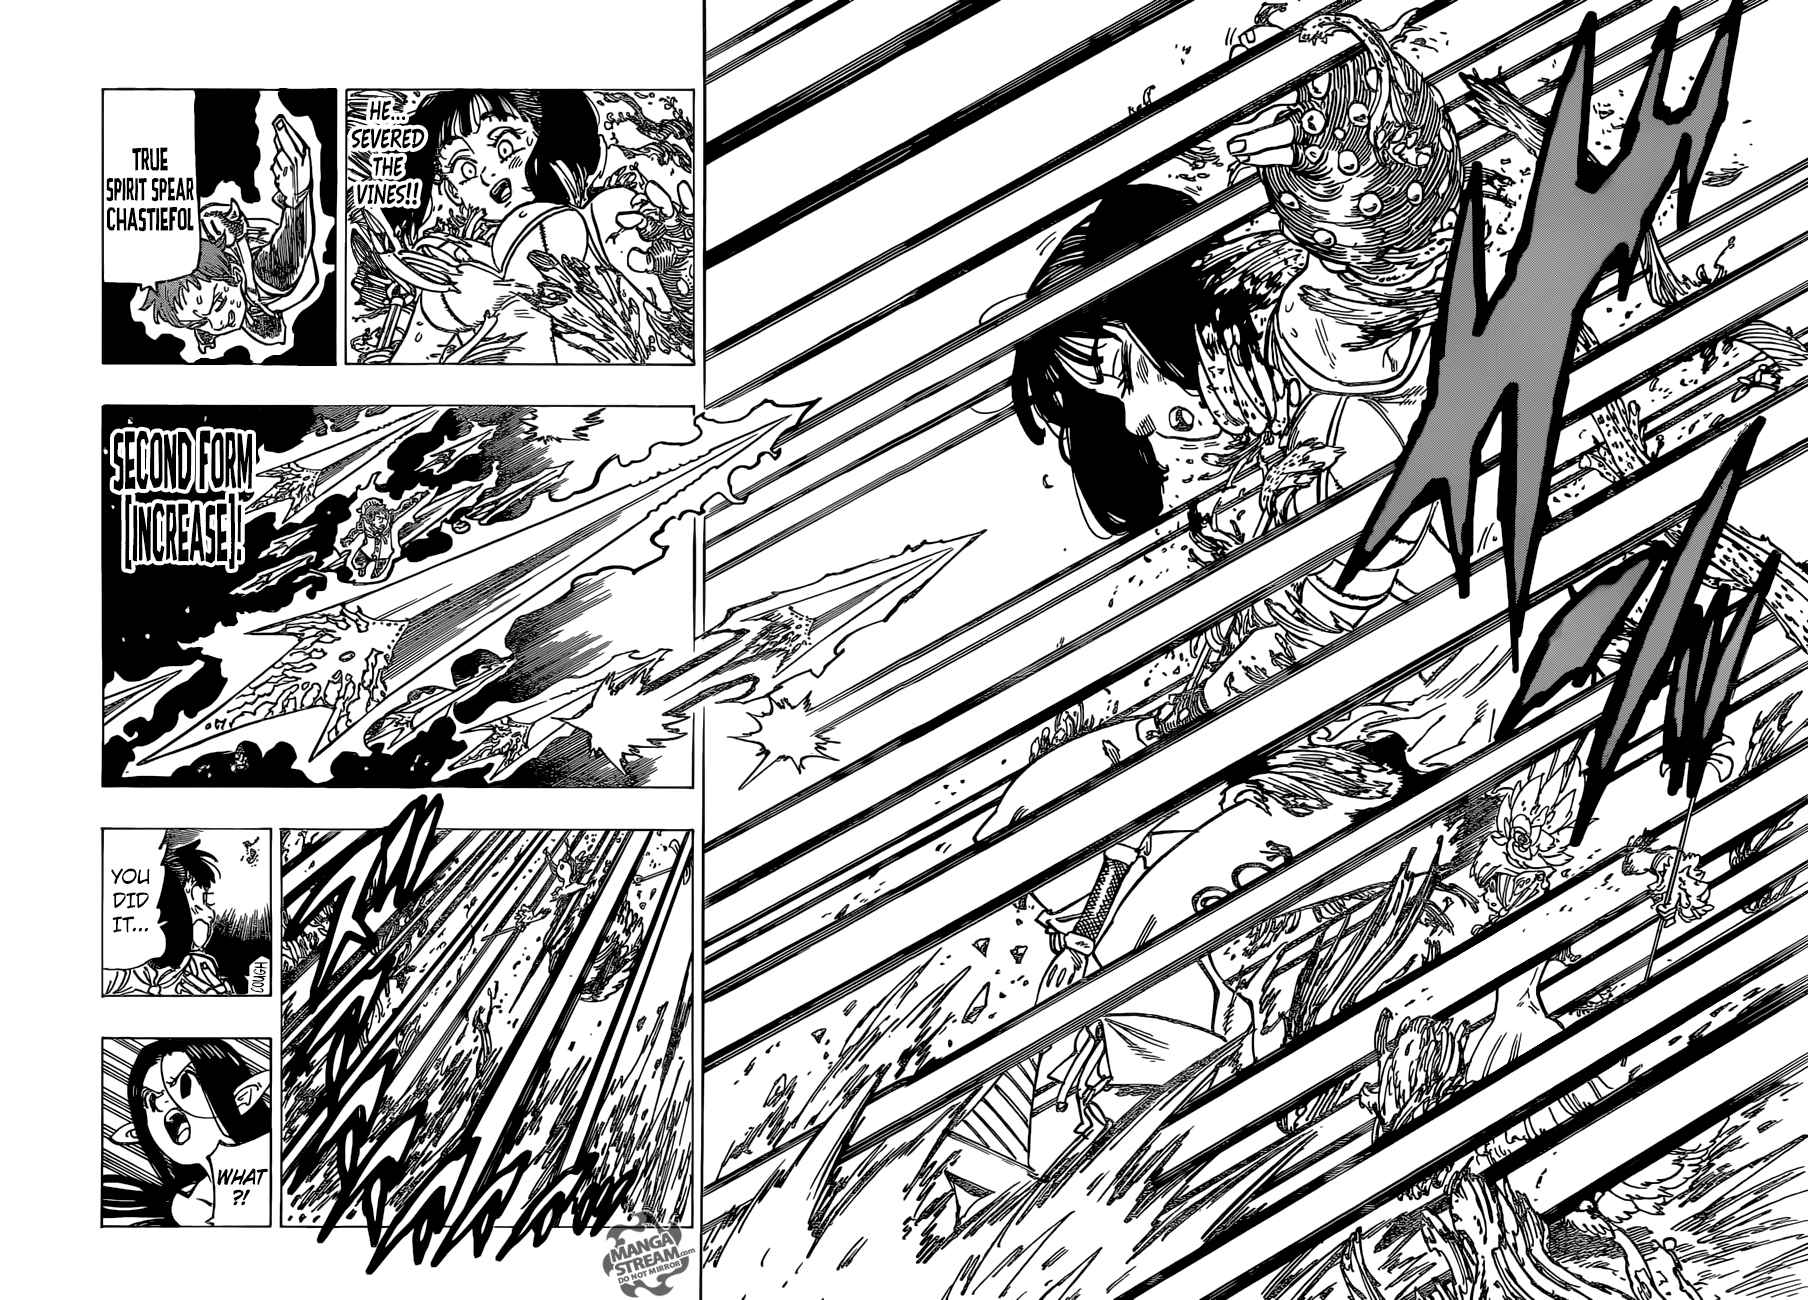 HE...
SEVERED
THE
VINES!!
TRUE
SPIRIT SPEAR
CHASTIEFOL
SECOND FORM
[INCREASE]!
YOU
DID
IT...
COUGH
WHAT
?!
MANGA
STREAM.com
DO NOT MIRROR